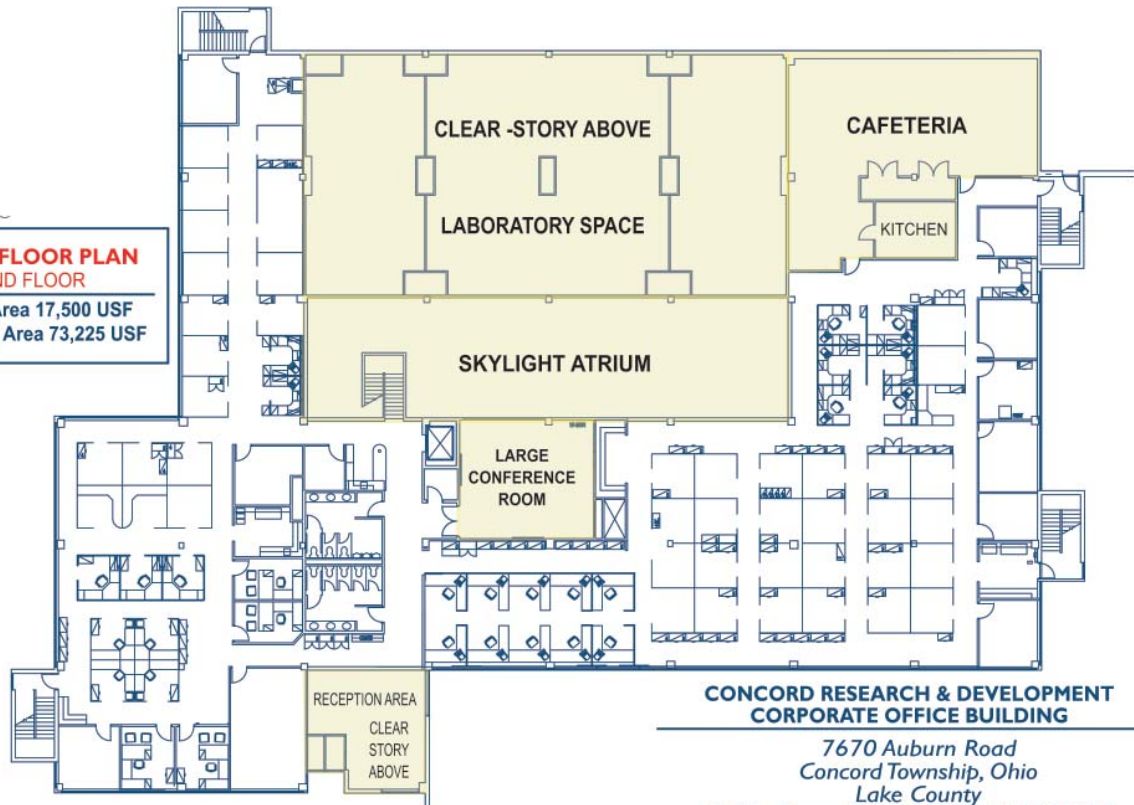 CLEAR -STORY ABOVE
LABORATORY SPACE
CAFETERIA
KITCHEN
FLOOR PLAN
ND FLOOR
Area 17,500 USF
Area 73,225 USF
SKYLIGHT ATRIUM
LARGE
CONFERENCE
ROOM
RECEPTION AREA
CLEAR
STORY
ABOVE
CONCORD RESEARCH & DEVELOPMENT
CORPORATE OFFICE BUILDING
7670 Auburn Road
Concord Township, Ohio
Lake County